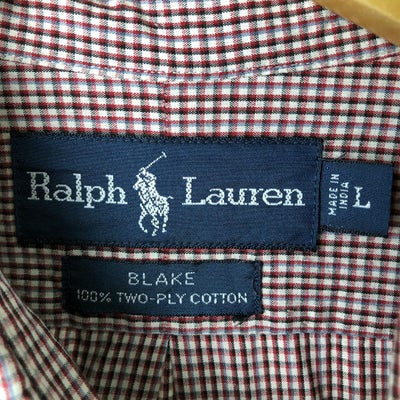 Ralph Lauren
MADE IN
INDIA
L
BLAKE
100% TWO-PLY COTTON